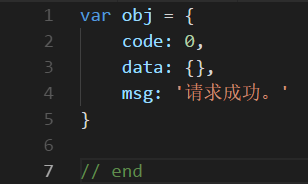 1 var obj = {
2     code: 0,
3     data: {},
4     msg: '请求成功。'
5 }
6
7 // end